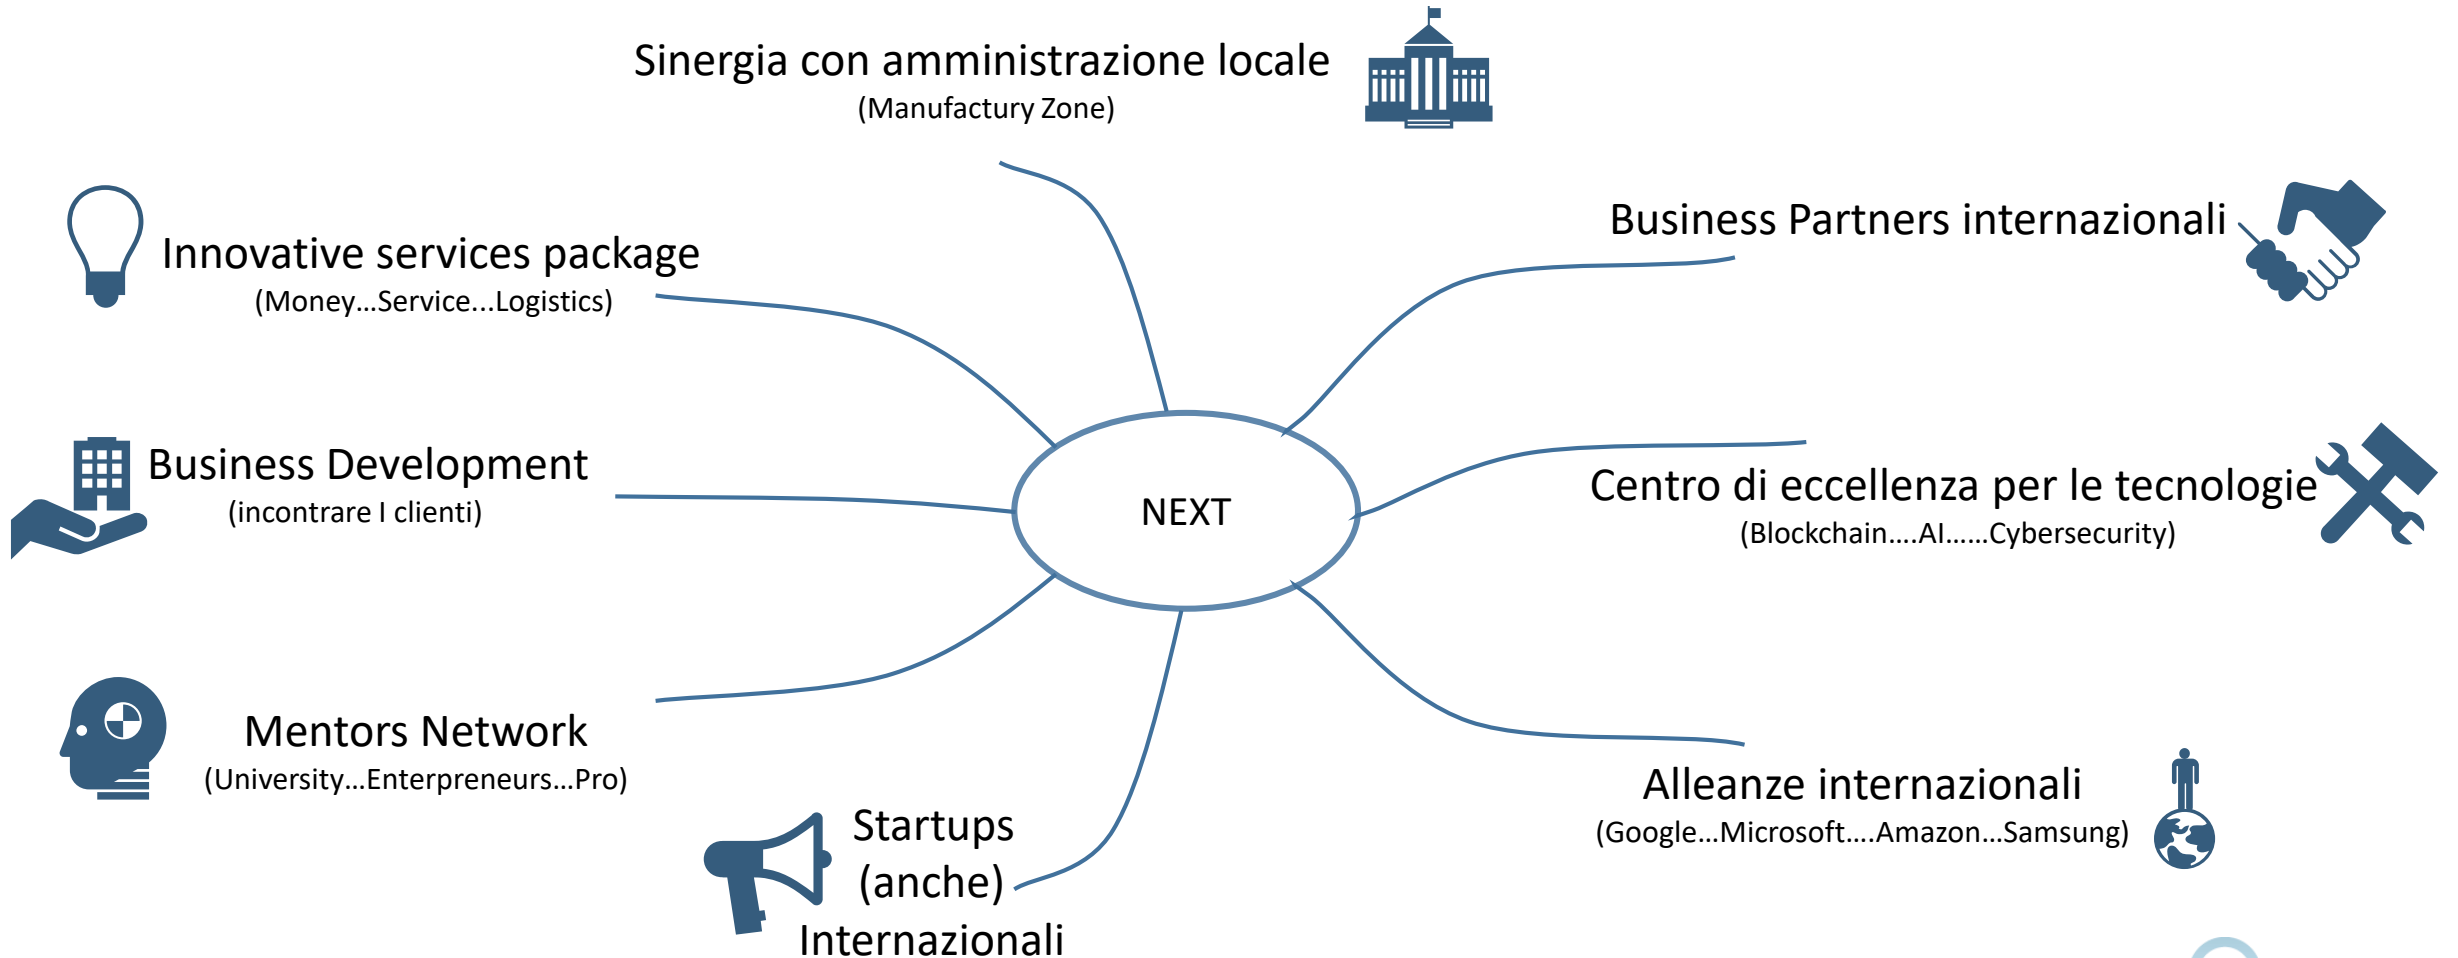 Sinergia con amministrazione locale
(Manufactury Zone)
Business Partners internazionali
Innovative services package
(Money...Service...Logistics)
Business Development
(incontrare I clienti)
NEXT
Centro di eccellenza per le tecnologie
(Blockchain....AI......Cybersecurity)
Mentors Network
(University...Enterpreneurs...Pro)
Alleanze internazionali
(Google...Microsoft....Amazon...Samsung)
Startups
(anche)
Internazionali